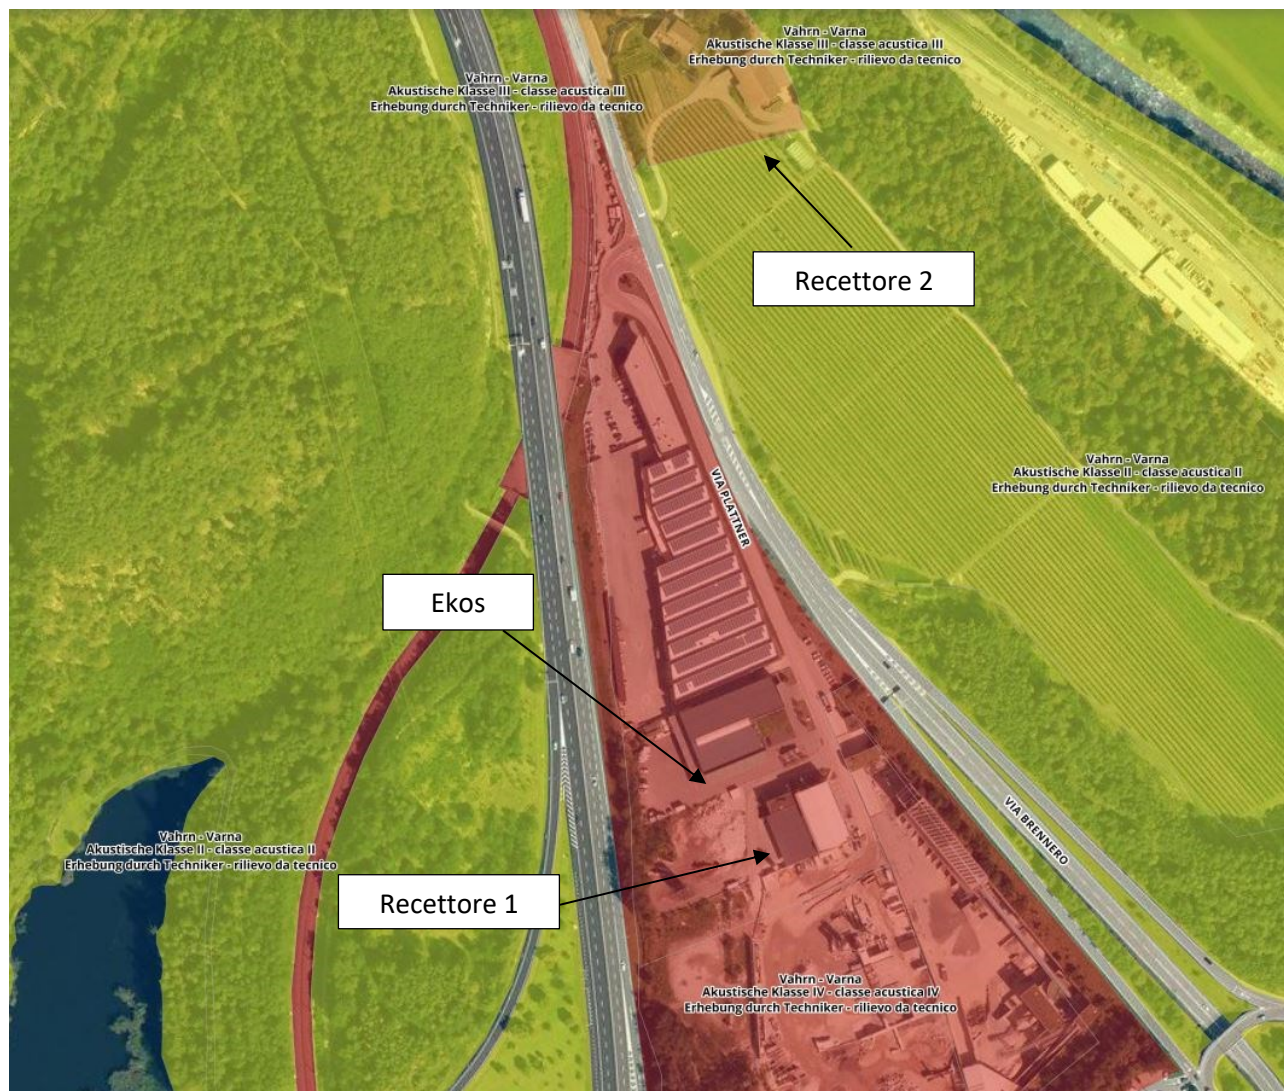 Vahrn - Varna
Akustische Klasse III - classe acustica III
Erhebung durch Techniker - rilievo da tecnico
Vahrn - Varna
Akustische Klasse III - classe acustica III
Erhebung durch Techniker - rilievo da tecnico
Recettore 2
Vahrn - Varna
Akustische Klasse II - classe acustica II
Erhebung durch Techniker - rilievo da tecnico
VIA PLATTNER
Ekos
VIA BRENNERO
Vahrn - Varna
Akustische Klasse II - classe acustica II
Erhebung durch Techniker - rilievo da tecnico
Recettore 1
Vahrn - Varna
Akustische Klasse IV - classe acustica IV
Erhebung durch Techniker - rilievo da tecnico